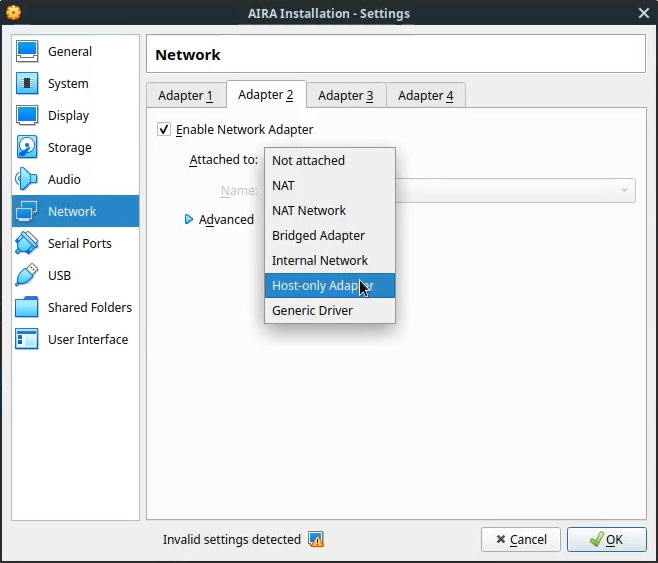 AIRA Installation - Settings
General
System
Display
Storage
Audio
Network
Serial Ports
USB
Shared Folders
User Interface
Network
Adapter 1 Adapter 2 Adapter 3 Adapter 4
Enable Network Adapter
Attached to:
Name:
Advanced
Not attached
NAT
NAT Network
Bridged Adapter
Internal Network
Host-only Adapter
Generic Driver
Invalid settings detected
Cancel OK